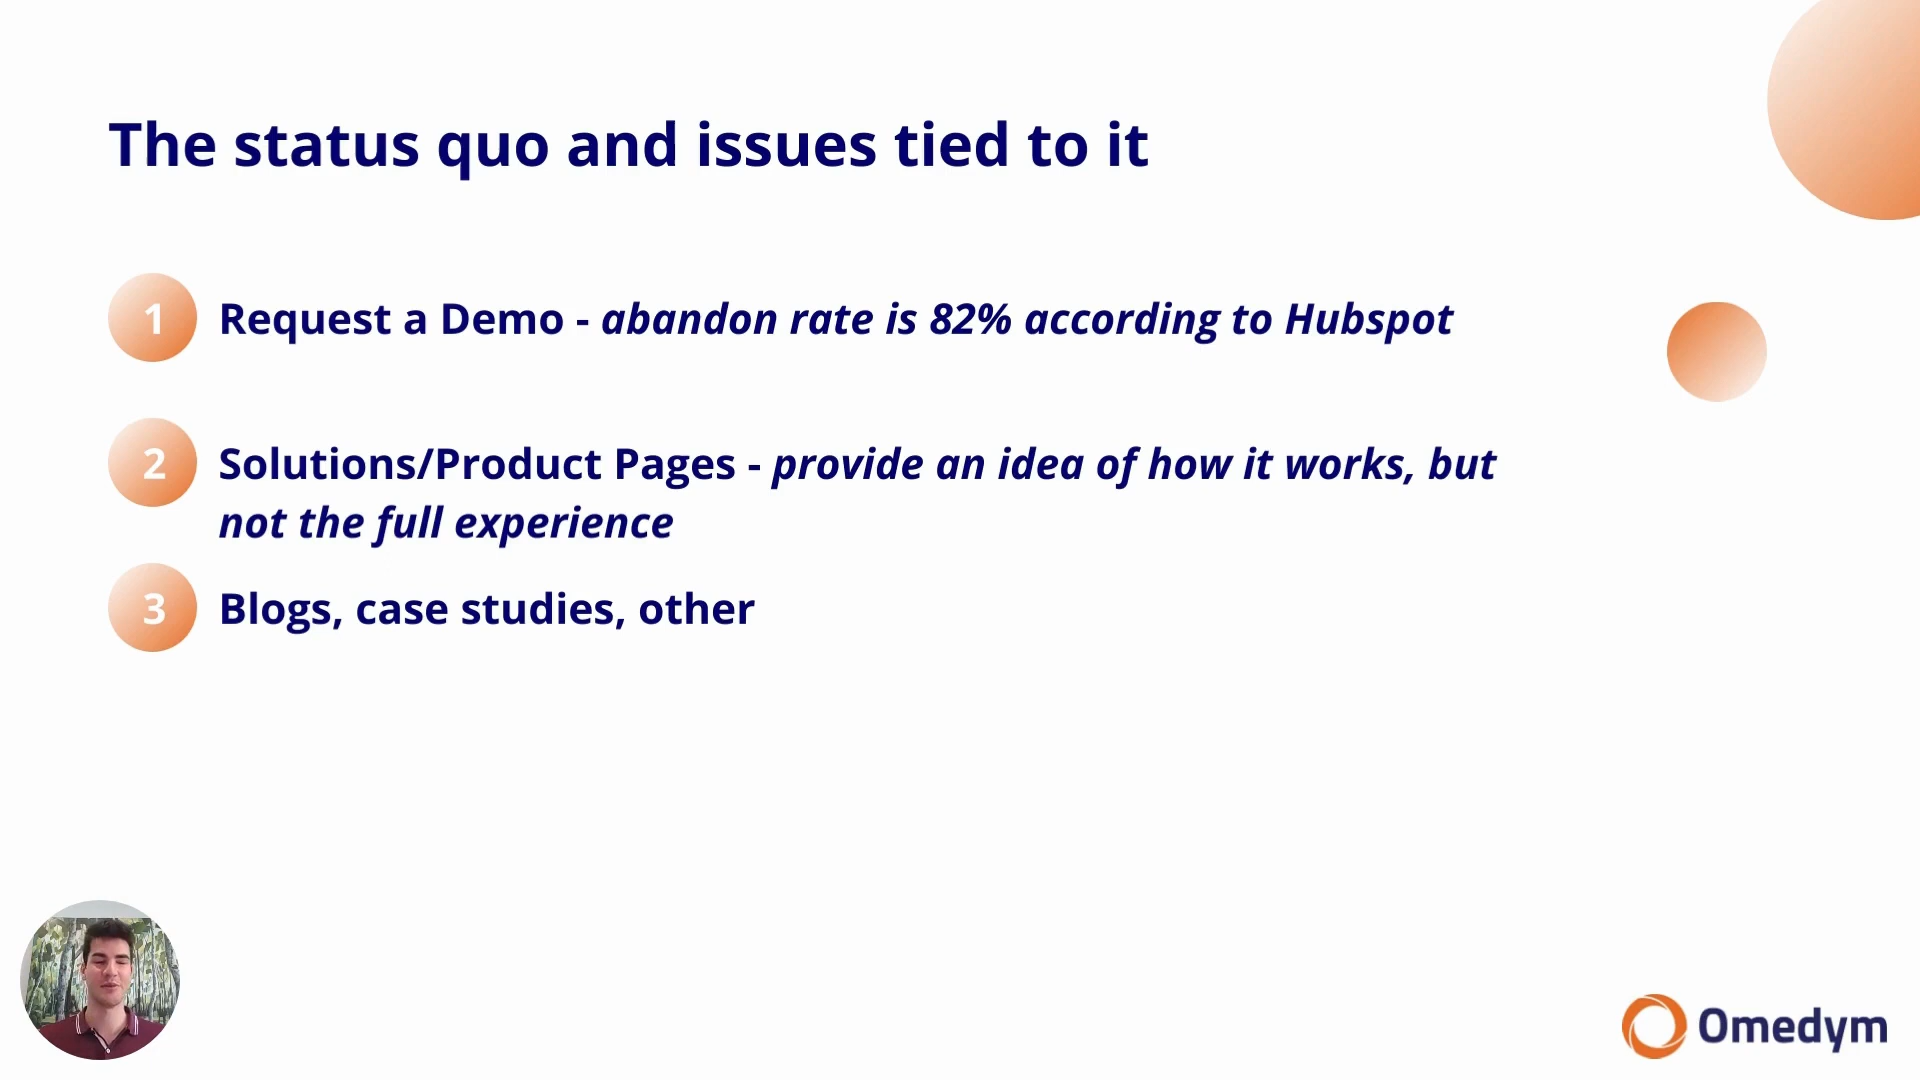 The status quo and issues tied to it
1 Request a Demo - abandon rate is 82% according to Hubspot
2 Solutions/Product Pages - provide an idea of how it works, but
not the full experience
3 Blogs, case studies, other
Omedym